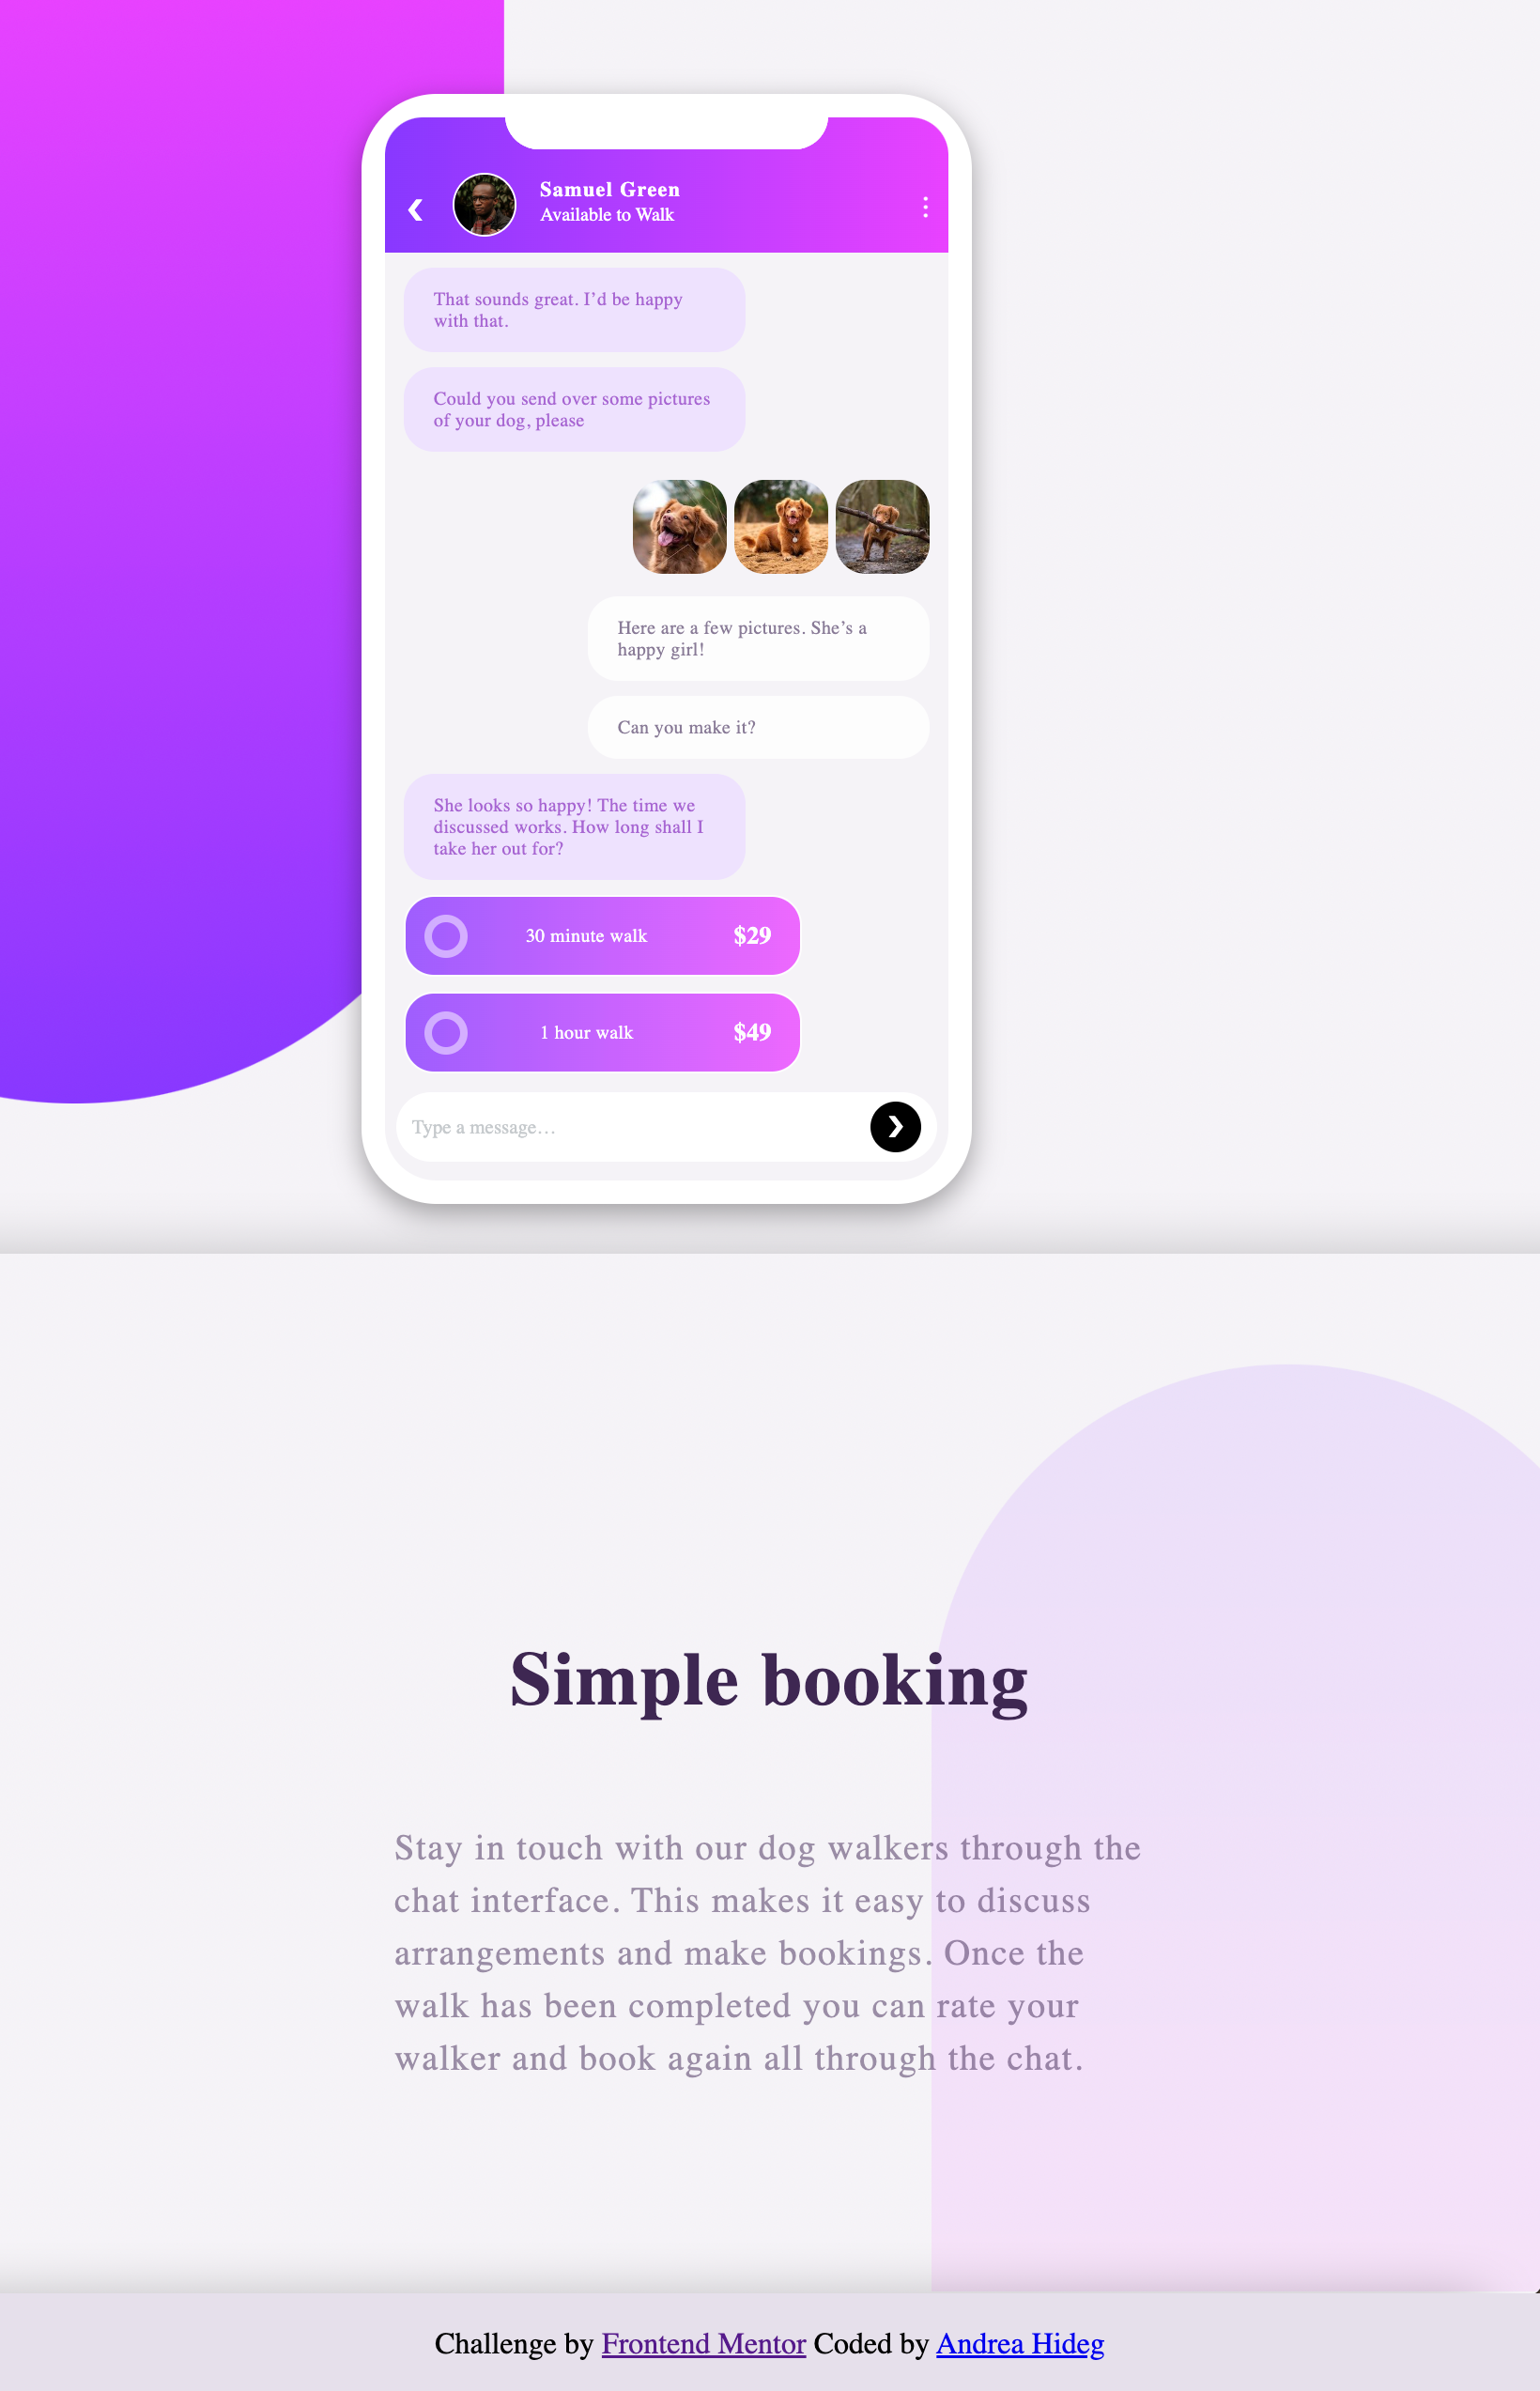 Samuel Green
Available to Walk
That sounds great. I’d be happy
with that.
Could you send over some pictures
of your dog, please
Here are a few pictures. She’s a
happy girl!
Can you make it?
She looks so happy! The time we
discussed works. How long shall I
take her out for?
30 minute walk $29
1 hour walk $49
Type a message…
Simple booking
Stay in touch with our dog walkers through the
chat interface. This makes it easy to discuss
arrangements and make bookings. Once the
walk has been completed you can rate your
walker and book again all through the chat.
Challenge by Frontend Mentor Coded by Andrea Hideg